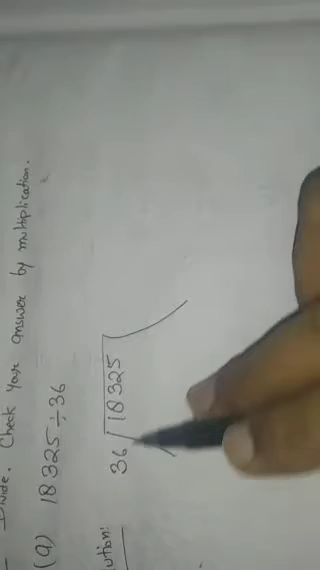 Divide. Check your answer by multiplication.
(a) 18325 ÷ 36
ution:
36 18325